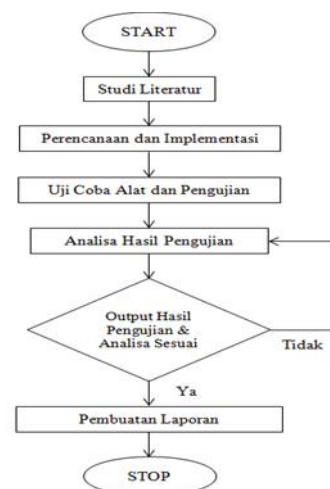 START
Studi Literatur
Perencanaan dan Implementasi
Uji Coba Alat dan Pengujian
Analisa Hasil Pengujian
Output Hasil
Pengujian &
Analisa Sesuai
Tidak
Ya
Pembuatan Laporan
STOP